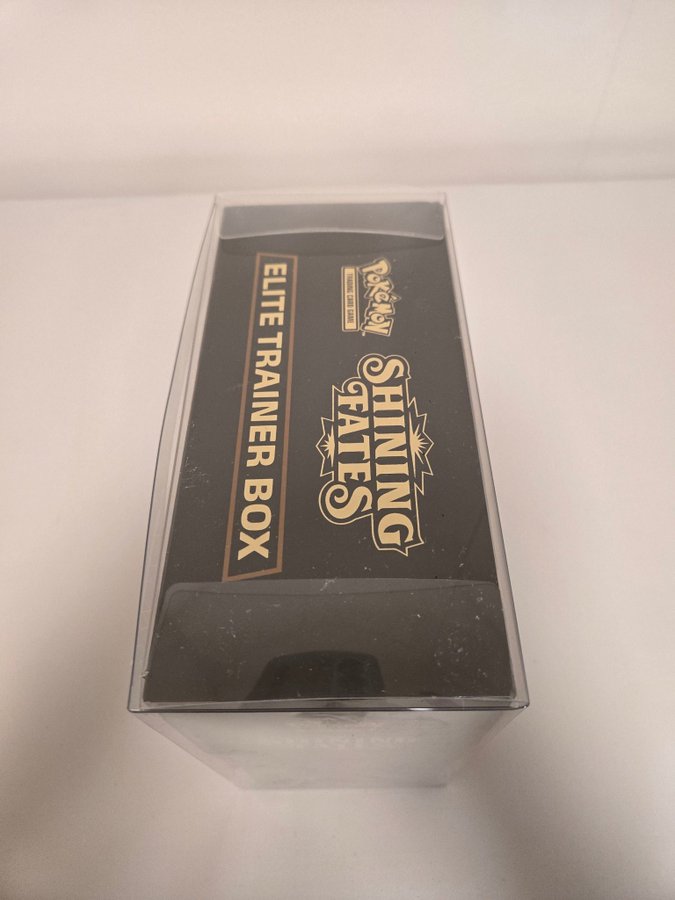 POKÉMON
TRADING CARD GAME
SHINING
FATES
ELITE TRAINER BOX